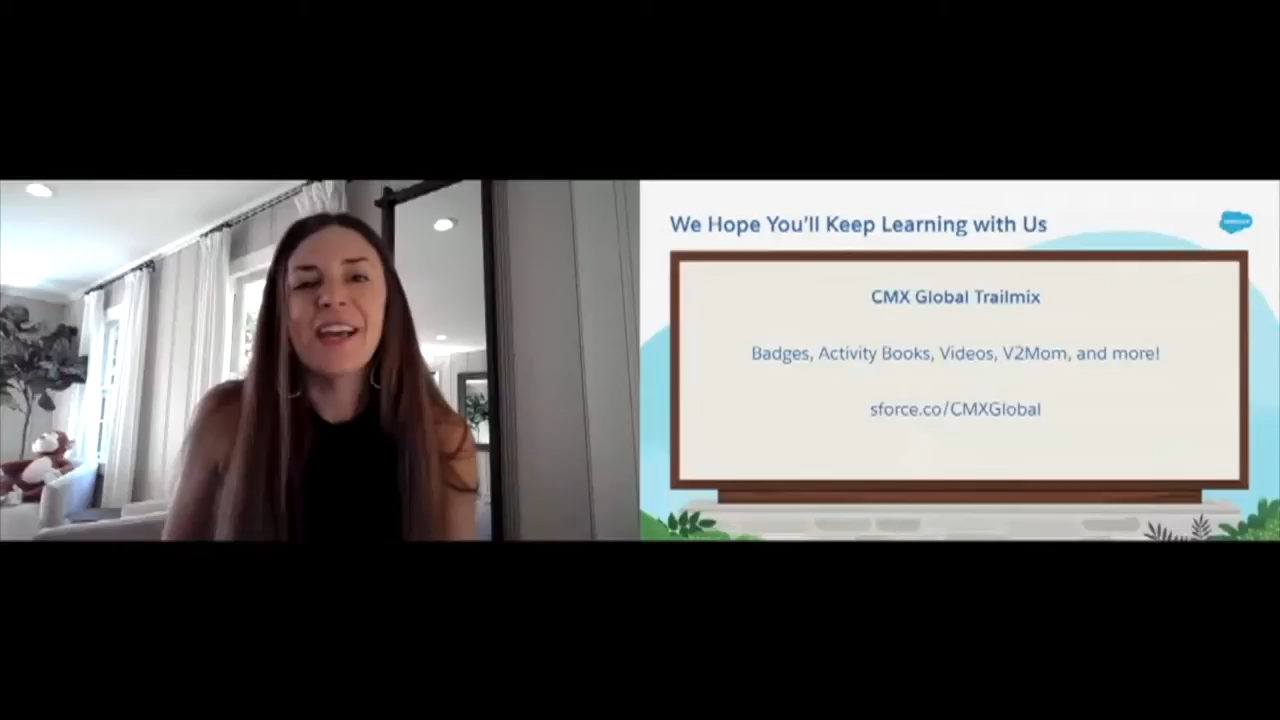 We Hope You'll Keep Learning with Us
CMX Global Trailmix
Badges, Activity Books, Videos, V2Mom, and more!
sforce.co/CMXGlobal